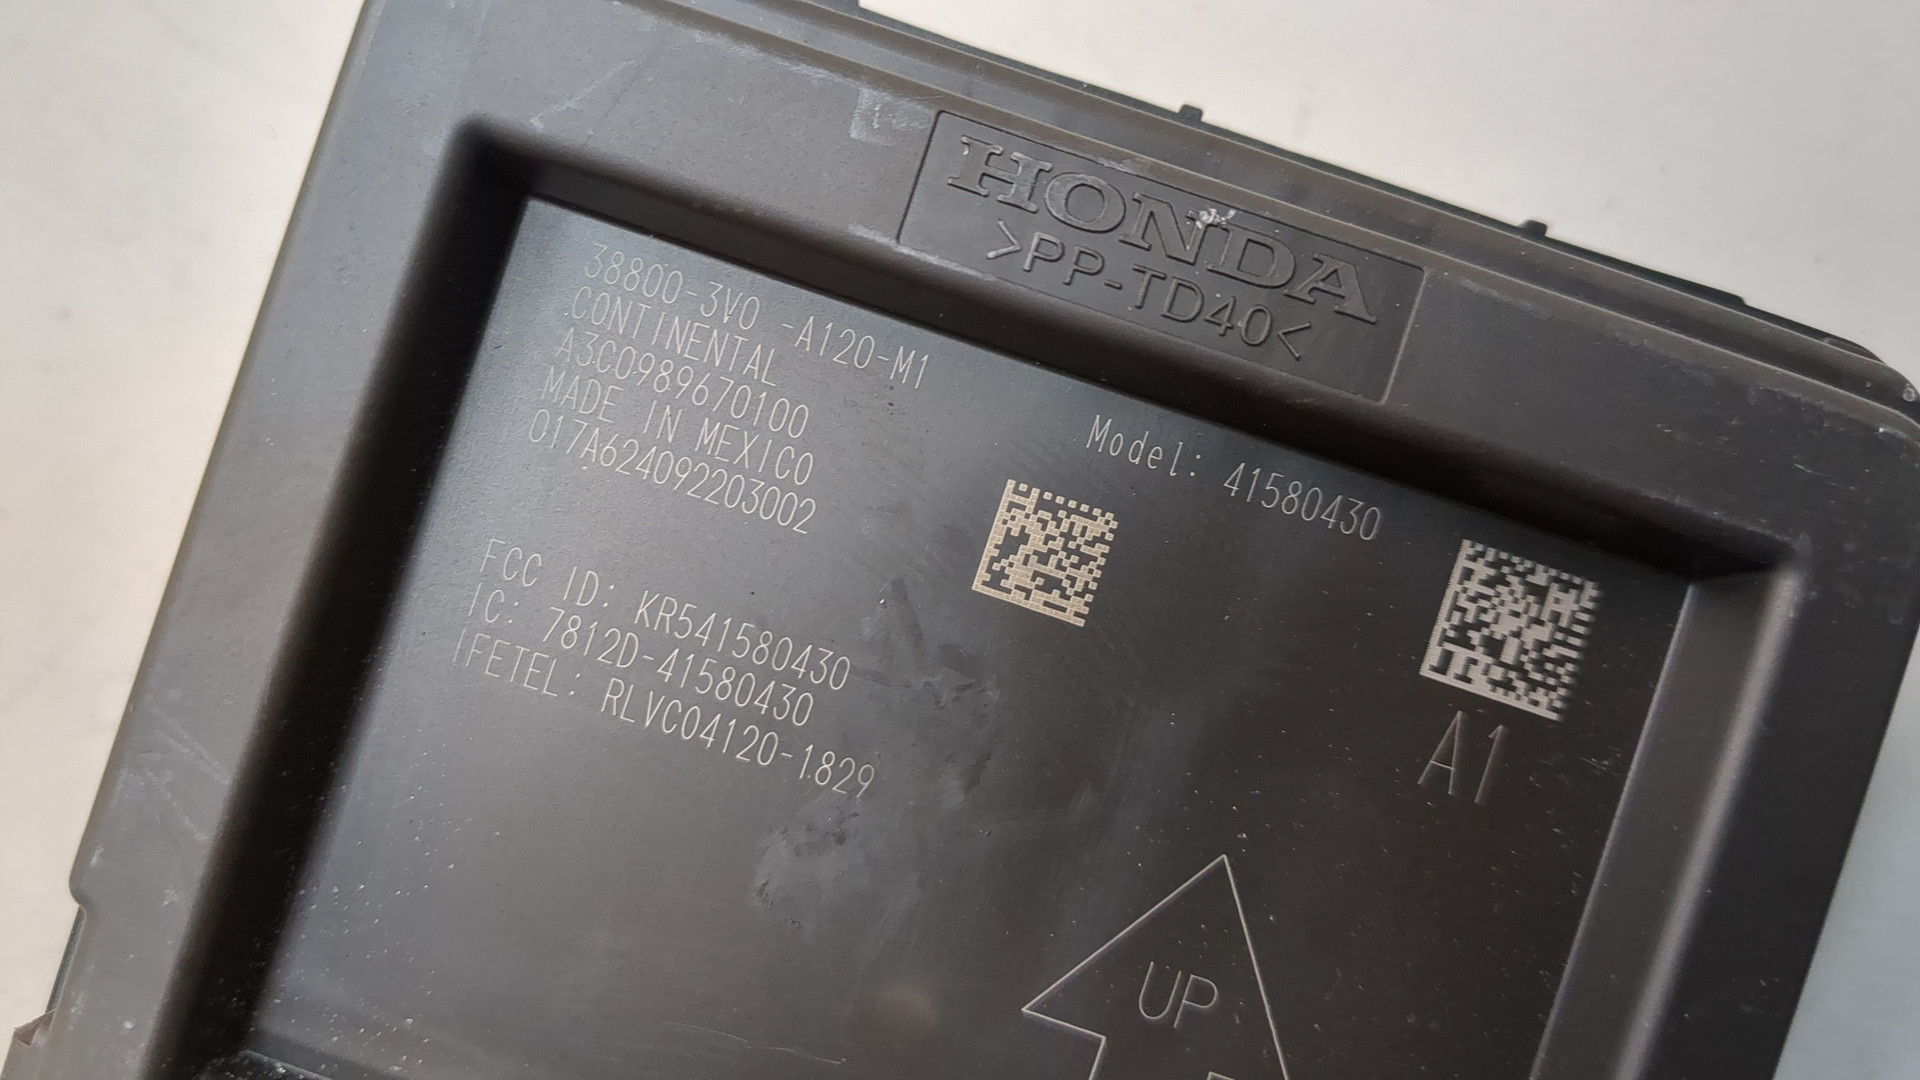 HONDA
>PP-TD40<
38800-3V0 -A120-M1
CONTINENTAL
A3C0989670100
MADE IN MEXICO
017A624092203002
Model: 41580430
FCC ID: KR541580430
IC: 7812D-41580430
IFETEL: RLVC04120-1829
A1
UP